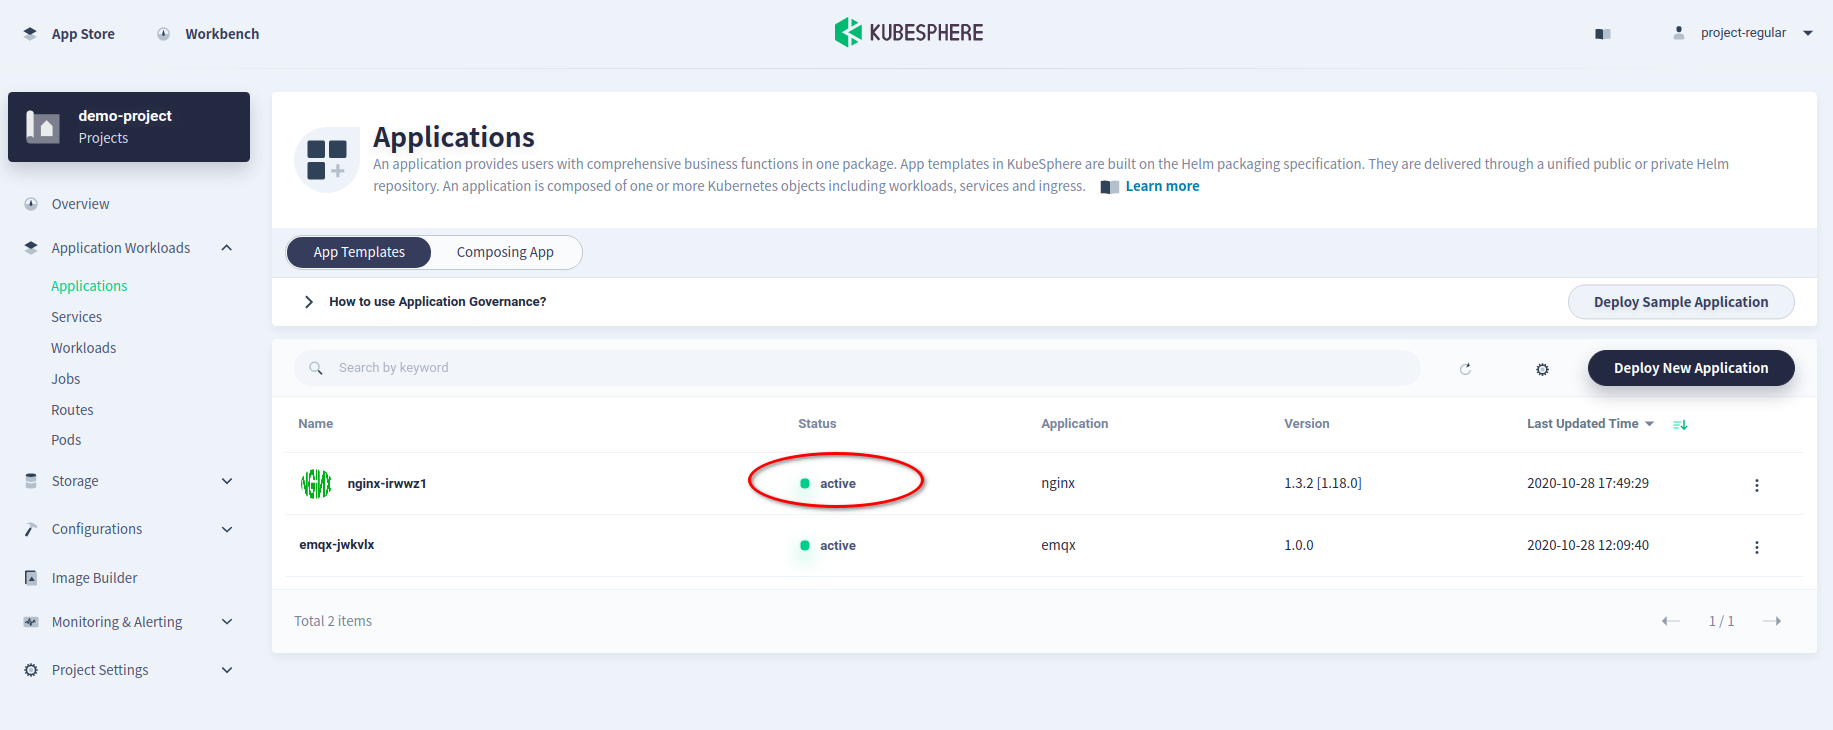 App Store
Workbench
KUBESPHERE
project-regular
demo-project
Projects
Overview
Application Workloads
Applications
Services
Workloads
Jobs
Routes
Pods
Storage
Configurations
Image Builder
Monitoring & Alerting
Project Settings
Applications
An application provides users with comprehensive business functions in one package. App templates in KubeSphere are built on the Helm packaging specification. They are delivered through a unified public or private Helm
repository. An application is composed of one or more Kubernetes objects including workloads, services and ingress. Learn more
App Templates
Composing App
How to use Application Governance?
Deploy Sample Application
Search by keyword
Deploy New Application
Name Status Application Version Last Updated Time
NGINX nginx-irwwz1 active nginx 1.3.2 [1.18.0] 2020-10-28 17:49:29
emqx-jwkvlx active emqx 1.0.0 2020-10-28 12:09:40
Total 2 items
1 / 1